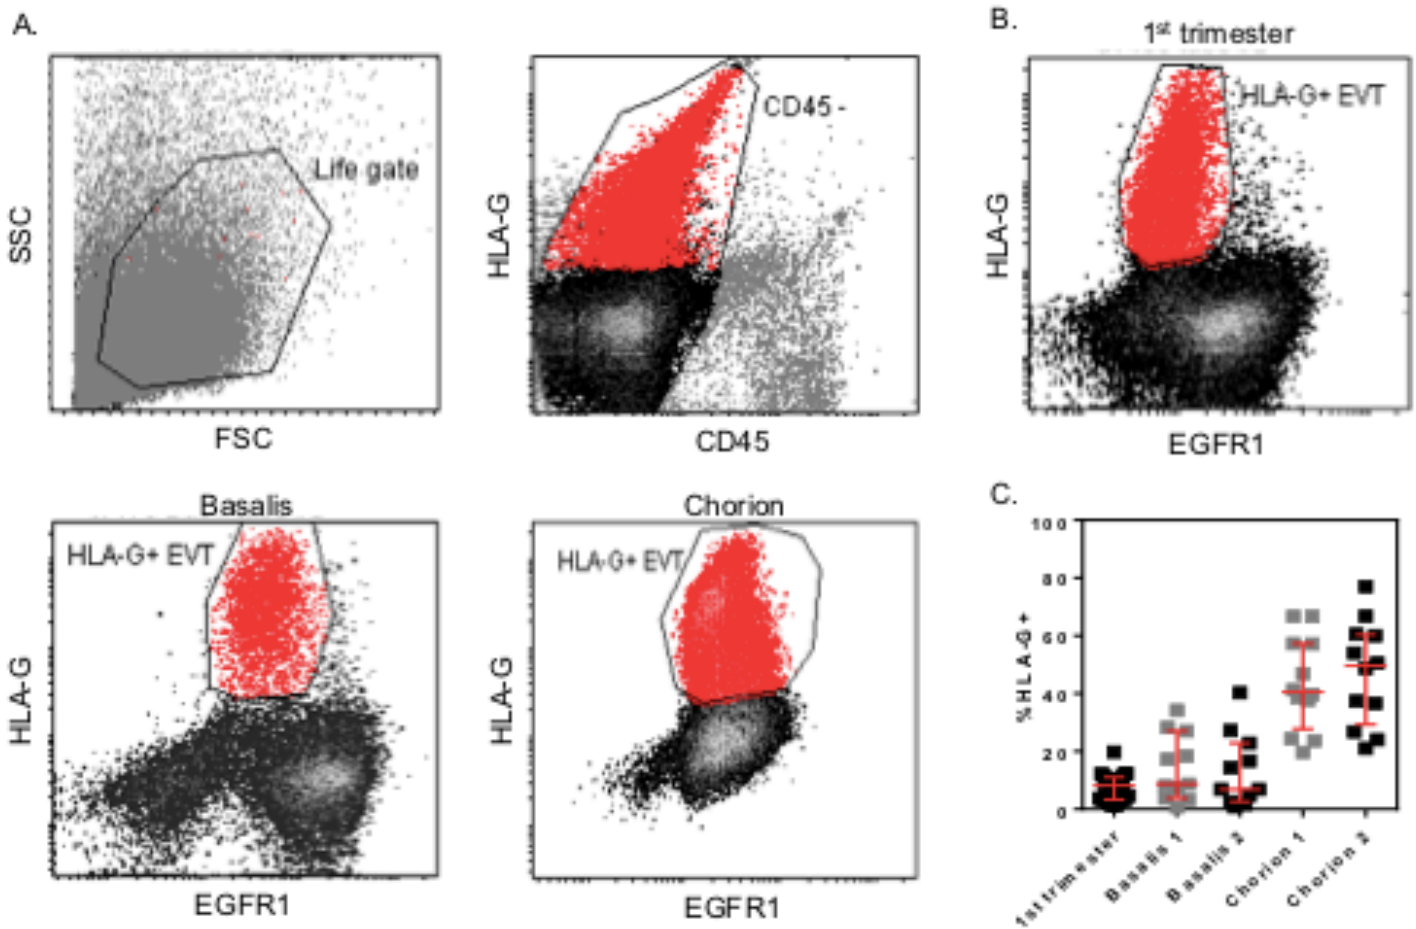 A.
SSC
Life gate
FSC
HLA-G
CD45 -
CD45
B.
1st trimester
HLA-G
HLA-G+ EVT
EGFR1
Basalis
HLA-G+ EVT
HLA-G
EGFR1
Chorion
HLA-G+ EVT
HLA-G
EGFR1
C.
%HLA-G+
100
80
60
40
20
0
1st trimester
Basalis 1
Basalis 2
Chorion 1
Chorion 2